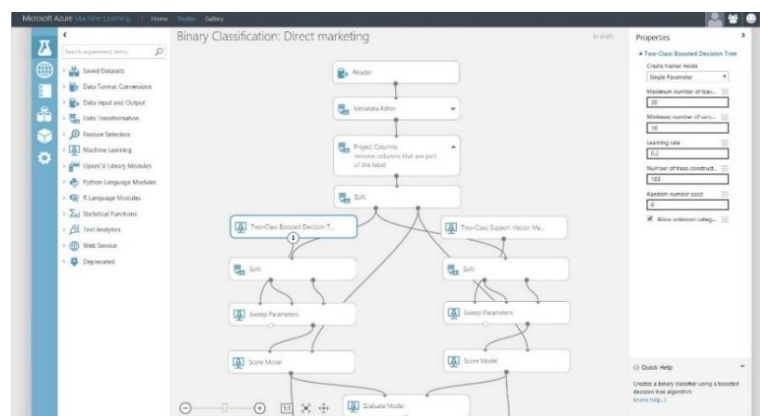 Microsoft Azure Machine Learning | Home Studio Gallery
Search experiment items
Saved Datasets
Data Format Conversions
Data Input and Output
Data Transformation
Feature Selection
Machine Learning
OpenCV Library Modules
Python Language Modules
R Language Modules
Statistical Functions
Text Analytics
Web Service
Deprecated
Binary Classification: Direct marketing
In draft
Reader
Metadata Editor
Project Columns
remove columns that are part
of the label
Split
Two-Class Boosted Decision T...
1
Two-Class Support Vector Ma...
Split
Split
Sweep Parameters
Sweep Parameters
Score Model
Score Model
Evaluate Model
1:1
Properties
Two-Class Boosted Decision Tree
Create trainer mode
Single Parameter
Maximum number of leav...
20
Minimum number of sam...
10
Learning rate
0.2
Number of trees construct...
100
Random number seed
0
Allow unknown categ...
Quick Help
Creates a binary classifier using a boosted
decision tree algorithm
(more help...)